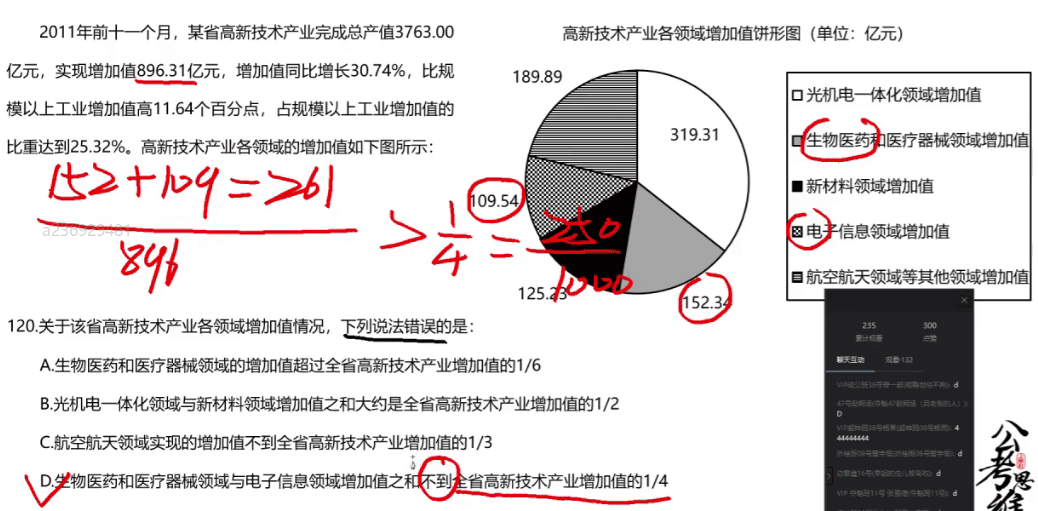 2011年前十一个月，某省高新技术产业完成总产值3763.00
亿元，实现增加值896.31亿元，增加值同比增长30.74%，比规
模以上工业增加值高11.64个百分点，占规模以上工业增加值的
比重达到25.32%。高新技术产业各领域的增加值如下图所示：
152+109=261
896
> 1/4 = 250/1000
a236929481
高新技术产业各领域增加值饼形图（单位：亿元）
189.89
319.31
109.54
125.23
152.34
光机电一体化领域增加值
生物医药和医疗器械领域增加值
新材料领域增加值
电子信息领域增加值
航空航天领域等其他领域增加值
120.关于该省高新技术产业各领域增加值情况，下列说法错误的是：
A.生物医药和医疗器械领域的增加值超过全省高新技术产业增加值的1/6
B.光机电一体化领域与新材料领域增加值之和大约是全省高新技术产业增加值的1/2
C.航空航天领域实现的增加值不到全省高新技术产业增加值的1/3
D.生物医药和医疗器械领域与电子信息领域增加值之和不到全省高新技术产业增加值的1/4
235
300
累计观看
点赞
聊天互动
观看·132
d
D
4
44444444
d
d
d
公考思维